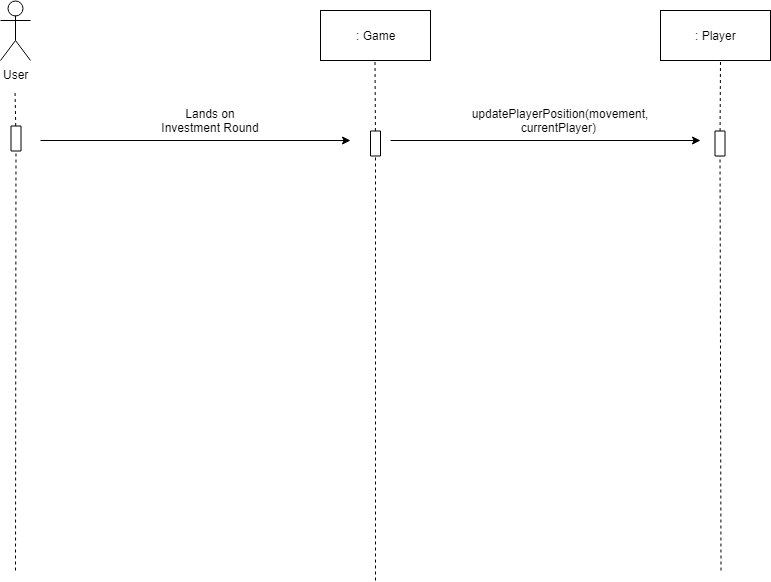 : Game
: Player
User
Lands on
Investment Round
updatePlayerPosition(movement,
currentPlayer)